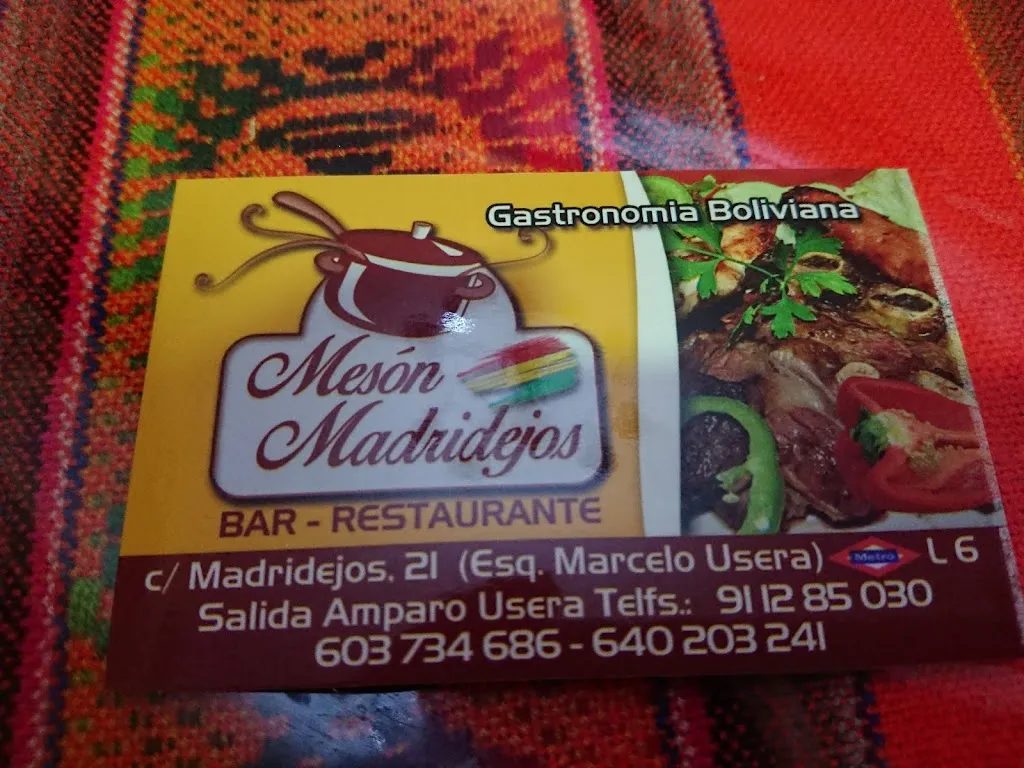 Gastronomia Boliviana
Mesón
Madridejos
BAR - RESTAURANTE
c/ Madridejos, 21 (Esq. Marcelo Usera) Metro L 6
Salida Amparo Usera Telfs.: 91 12 85 030
603 734 686 - 640 203 241